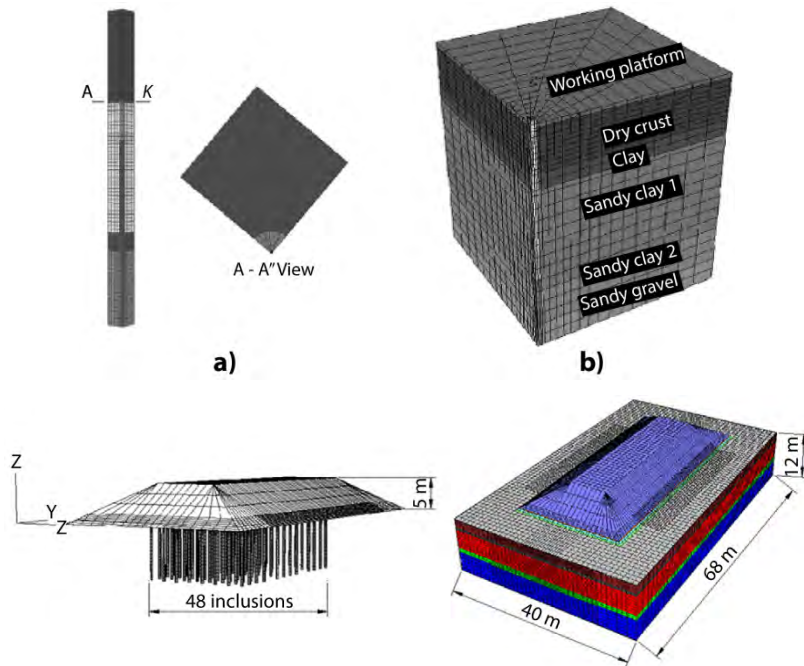 A
K
A - A" View
a)
Working platform
Dry crust
Clay
Sandy clay 1
Sandy clay 2
Sandy gravel
b)
Z
Y
Z
5 m
48 inclusions
12 m
68 m
40 m